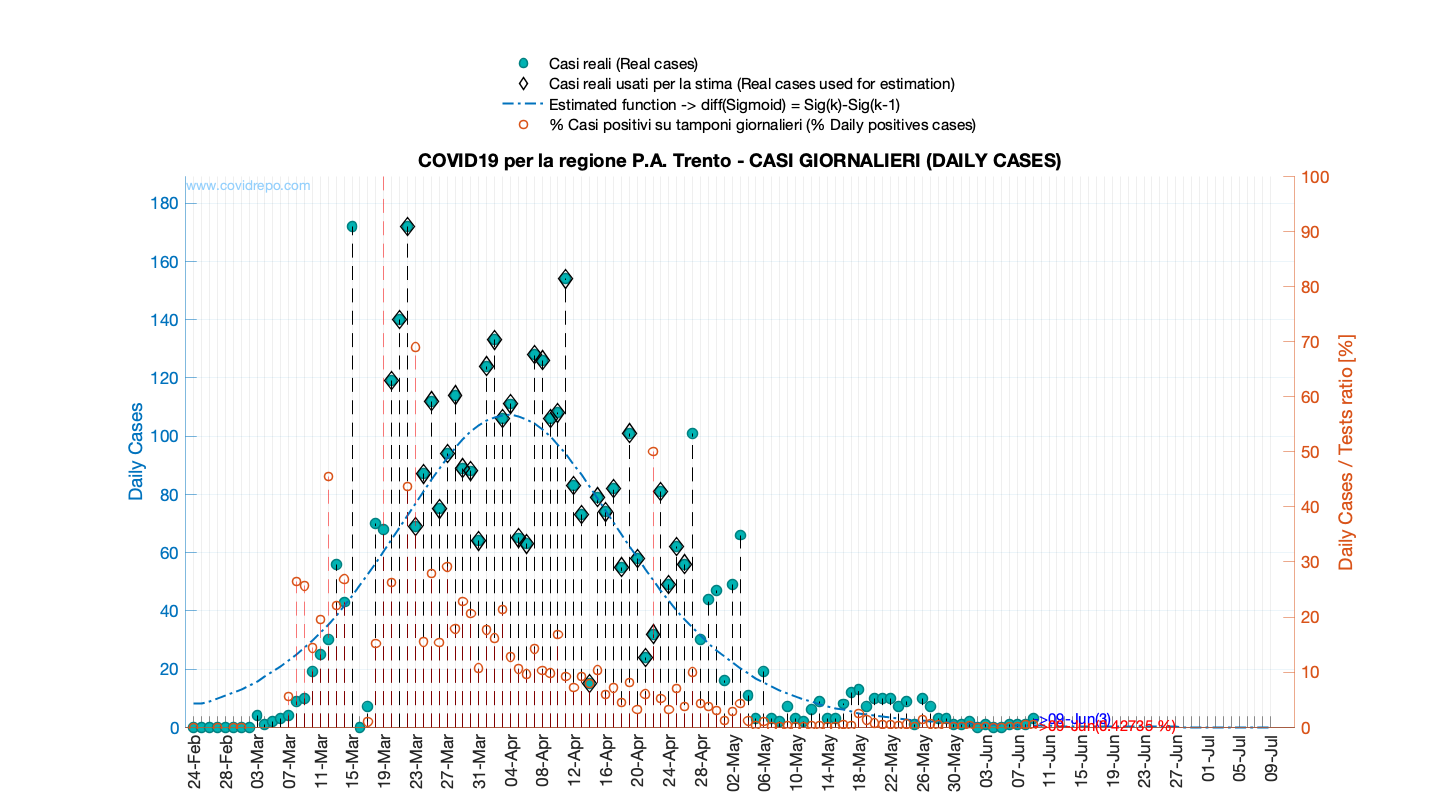 Casi reali (Real cases)
Casi reali usati per la stima (Real cases used for estimation)
Estimated function -> diff(Sigmoid) = Sig(k)-Sig(k-1)
% Casi positivi su tamponi giornalieri (% Daily positives cases)
COVID19 per la regione P.A. Trento - CASI GIORNALIERI (DAILY CASES)
www.covidrepo.com
Daily Cases
180
160
140
120
100
80
60
40
20
0
100
90
80
70
60
50
40
30
20
10
0
Daily Cases / Tests ratio [%]
>09-Jun(3)
>09-Jun(0.42735 %)
24-Feb
28-Feb
03-Mar
07-Mar
11-Mar
15-Mar
19-Mar
23-Mar
27-Mar
31-Mar
04-Apr
08-Apr
12-Apr
16-Apr
20-Apr
24-Apr
28-Apr
02-May
06-May
10-May
14-May
18-May
22-May
26-May
30-May
03-Jun
07-Jun
11-Jun
15-Jun
19-Jun
23-Jun
27-Jun
01-Jul
05-Jul
09-Jul